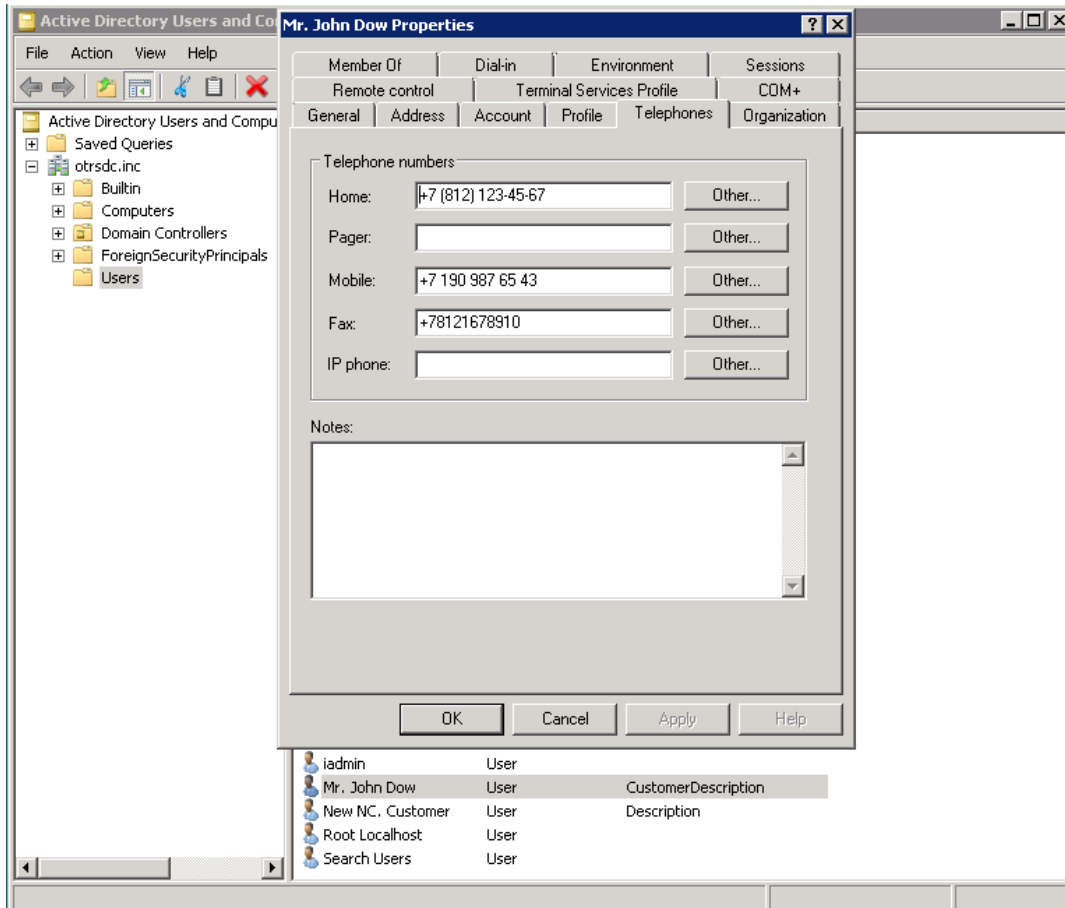 Active Directory Users and Co
Mr. John Dow Properties
File Action View Help
Active Directory Users and Compu
Saved Queries
otrsdc.inc
Builtin
Computers
Domain Controllers
ForeignSecurityPrincipals
Users
Member Of Dial-in Environment Sessions
Remote control Terminal Services Profile COM+
General Address Account Profile Telephones Organization
Telephone numbers
Home: +7 (812) 123-45-67 Other...
Pager: Other...
Mobile: +7 190 987 65 43 Other...
Fax: +78121678910 Other...
IP phone: Other...
Notes:
OK Cancel Apply Help
iadmin User
Mr. John Dow User CustomerDescription
New NC. Customer User Description
Root Localhost User
Search Users User